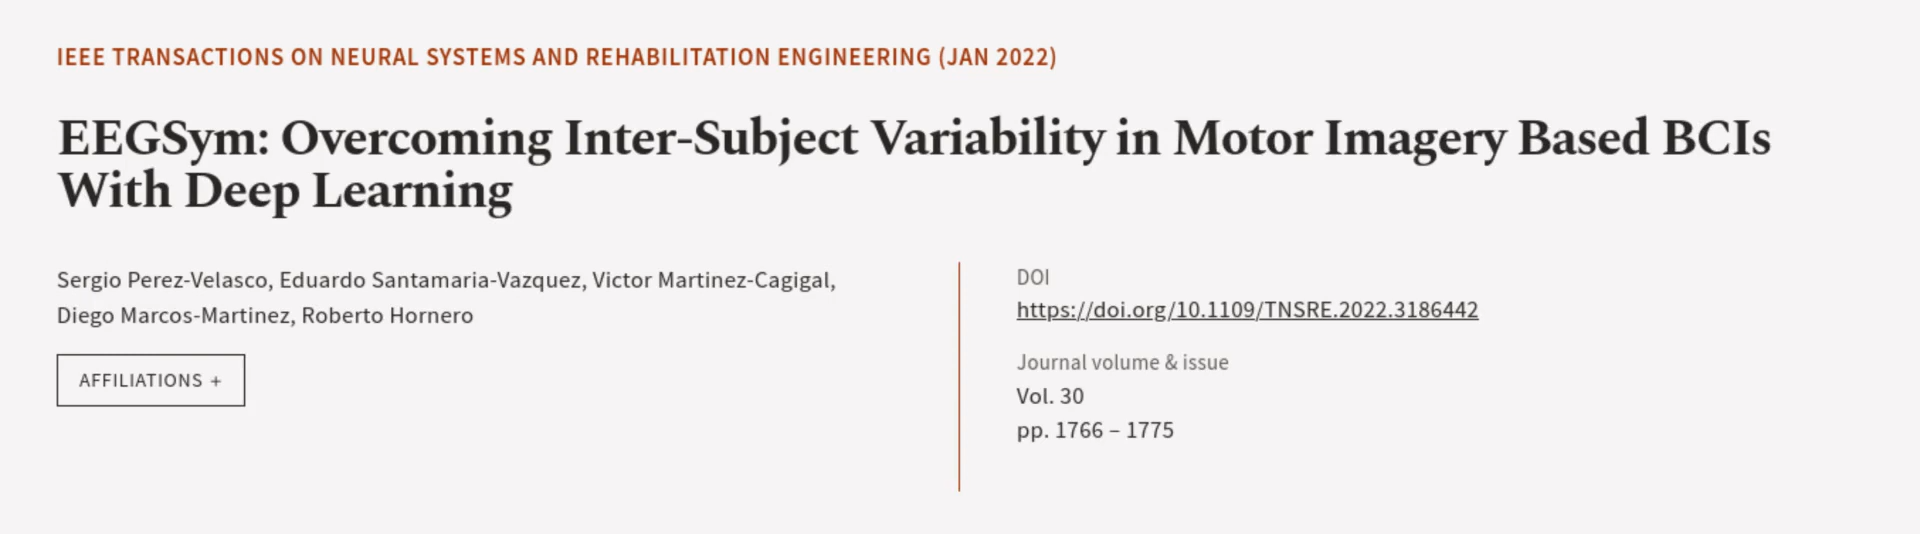 IEEE TRANSACTIONS ON NEURAL SYSTEMS AND REHABILITATION ENGINEERING (JAN 2022)
EEGSym: Overcoming Inter-Subject Variability in Motor Imagery Based BCIs
With Deep Learning
Sergio Perez-Velasco, Eduardo Santamaria-Vazquez, Victor Martinez-Cagigal,
Diego Marcos-Martinez, Roberto Hornero
AFFILIATIONS +
DOI
https://doi.org/10.1109/TNSRE.2022.3186442
Journal volume & issue
Vol. 30
pp. 1766 – 1775